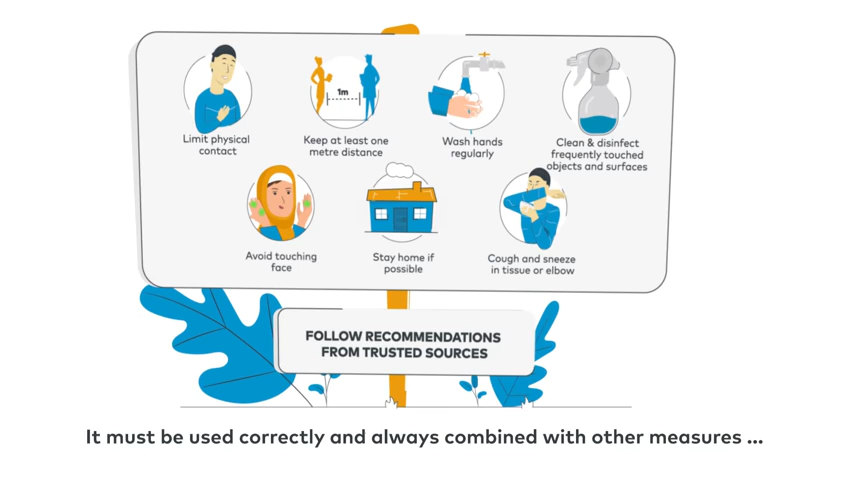 Limit physical
contact
1m
Keep at least one
metre distance
Wash hands
regularly
Clean & disinfect
frequently touched
objects and surfaces
Avoid touching
face
Stay home if
possible
Cough and sneeze
in tissue or elbow
FOLLOW RECOMMENDATIONS
FROM TRUSTED SOURCES
It must be used correctly and always combined with other measures ...